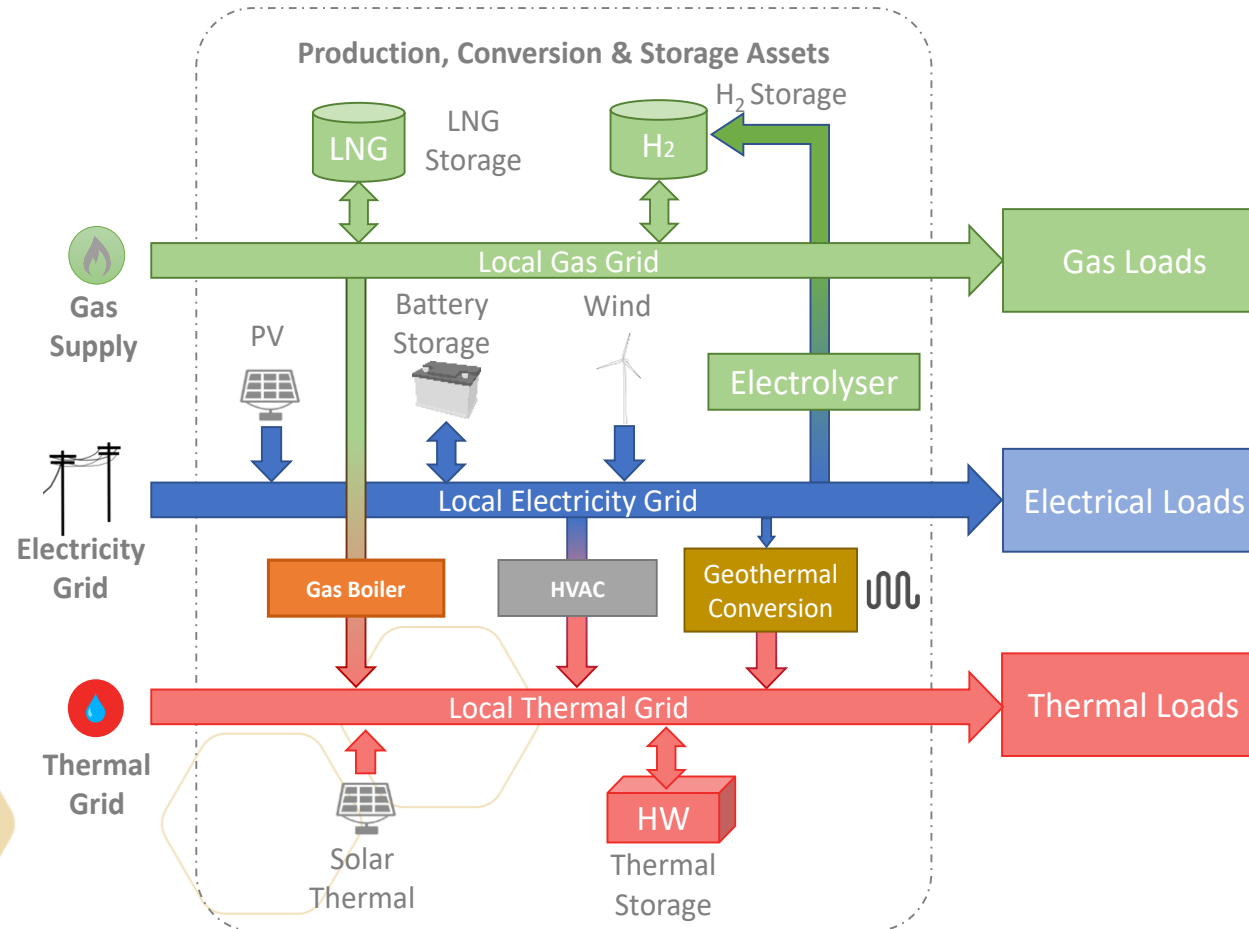 Production, Conversion & Storage Assets
H2 Storage
LNG
LNG
Storage
H2
Local Gas Grid
Gas Loads
Gas
Supply
PV
Battery
Storage
Wind
Electrolyser
Local Electricity Grid
Electrical Loads
Electricity
Grid
Gas Boiler
HVAC
Geothermal
Conversion
Local Thermal Grid
Thermal Loads
Thermal
Grid
Solar
Thermal
HW
Thermal
Storage